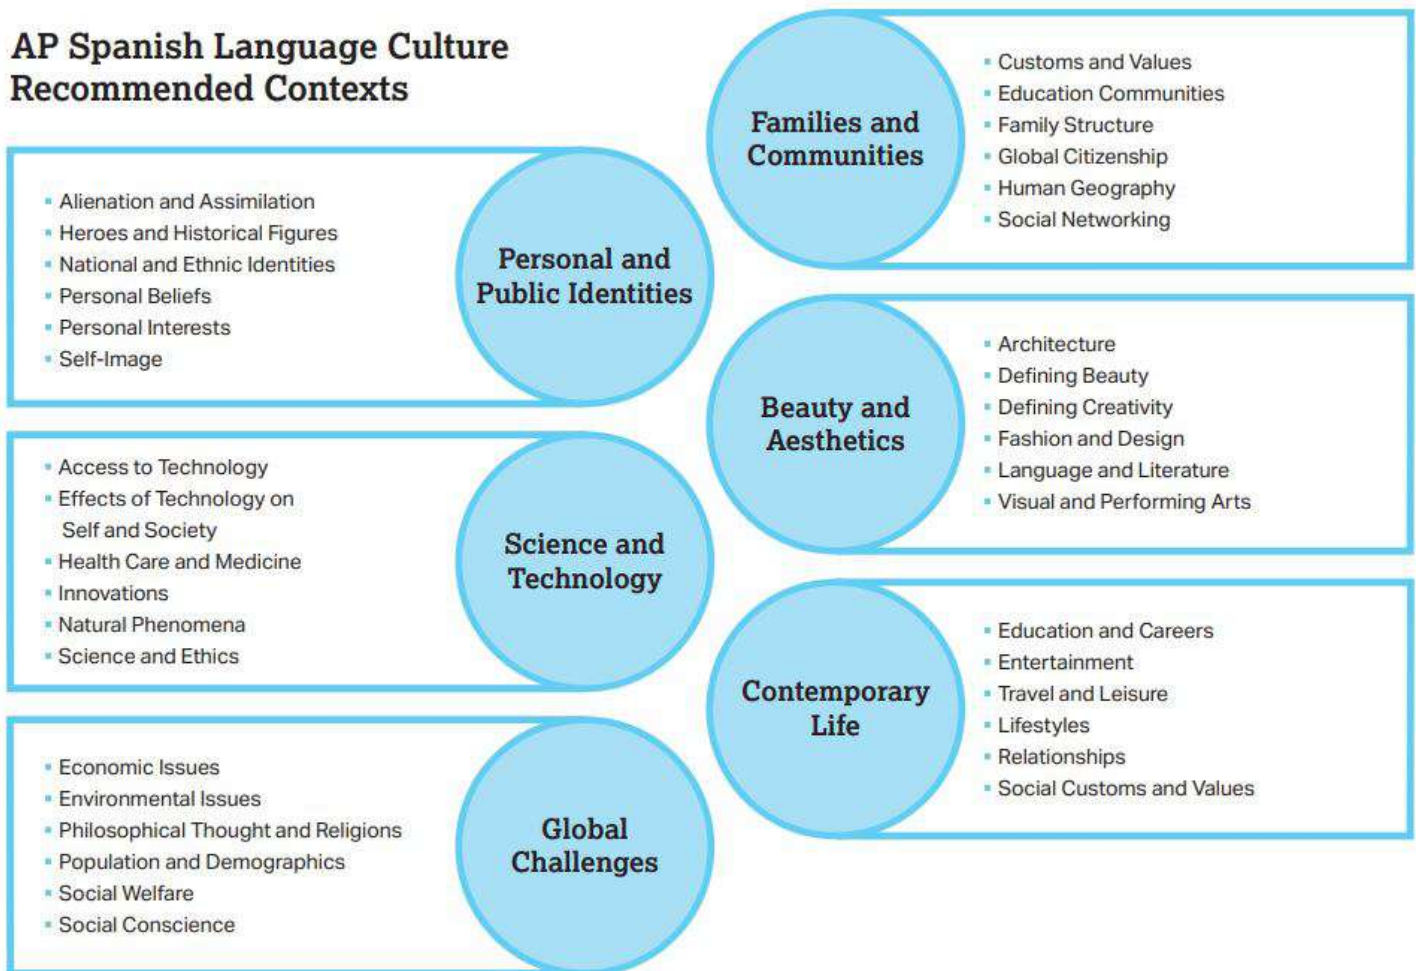 AP Spanish Language Culture
Recommended Contexts
Families and
Communities
▪ Customs and Values
▪ Education Communities
▪ Family Structure
▪ Global Citizenship
▪ Human Geography
▪ Social Networking
▪ Alienation and Assimilation
▪ Heroes and Historical Figures
▪ National and Ethnic Identities
▪ Personal Beliefs
▪ Personal Interests
▪ Self-Image
Personal and
Public Identities
Beauty and
Aesthetics
▪ Architecture
▪ Defining Beauty
▪ Defining Creativity
▪ Fashion and Design
▪ Language and Literature
▪ Visual and Performing Arts
▪ Access to Technology
▪ Effects of Technology on
Self and Society
▪ Health Care and Medicine
▪ Innovations
▪ Natural Phenomena
▪ Science and Ethics
Science and
Technology
Contemporary
Life
▪ Education and Careers
▪ Entertainment
▪ Travel and Leisure
▪ Lifestyles
▪ Relationships
▪ Social Customs and Values
▪ Economic Issues
▪ Environmental Issues
▪ Philosophical Thought and Religions
▪ Population and Demographics
▪ Social Welfare
▪ Social Conscience
Global
Challenges